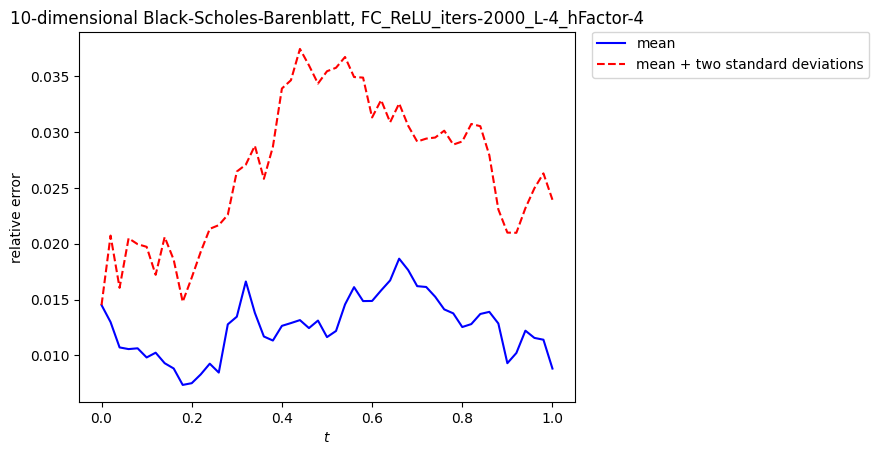 10-dimensional Black-Scholes-Barenblatt, FC_ReLU_iters-2000_L-4_hFactor-4
mean
mean + two standard deviations
relative error
0.035
0.030
0.025
0.020
0.015
0.010
0.0
0.2
0.4
0.6
0.8
1.0
t